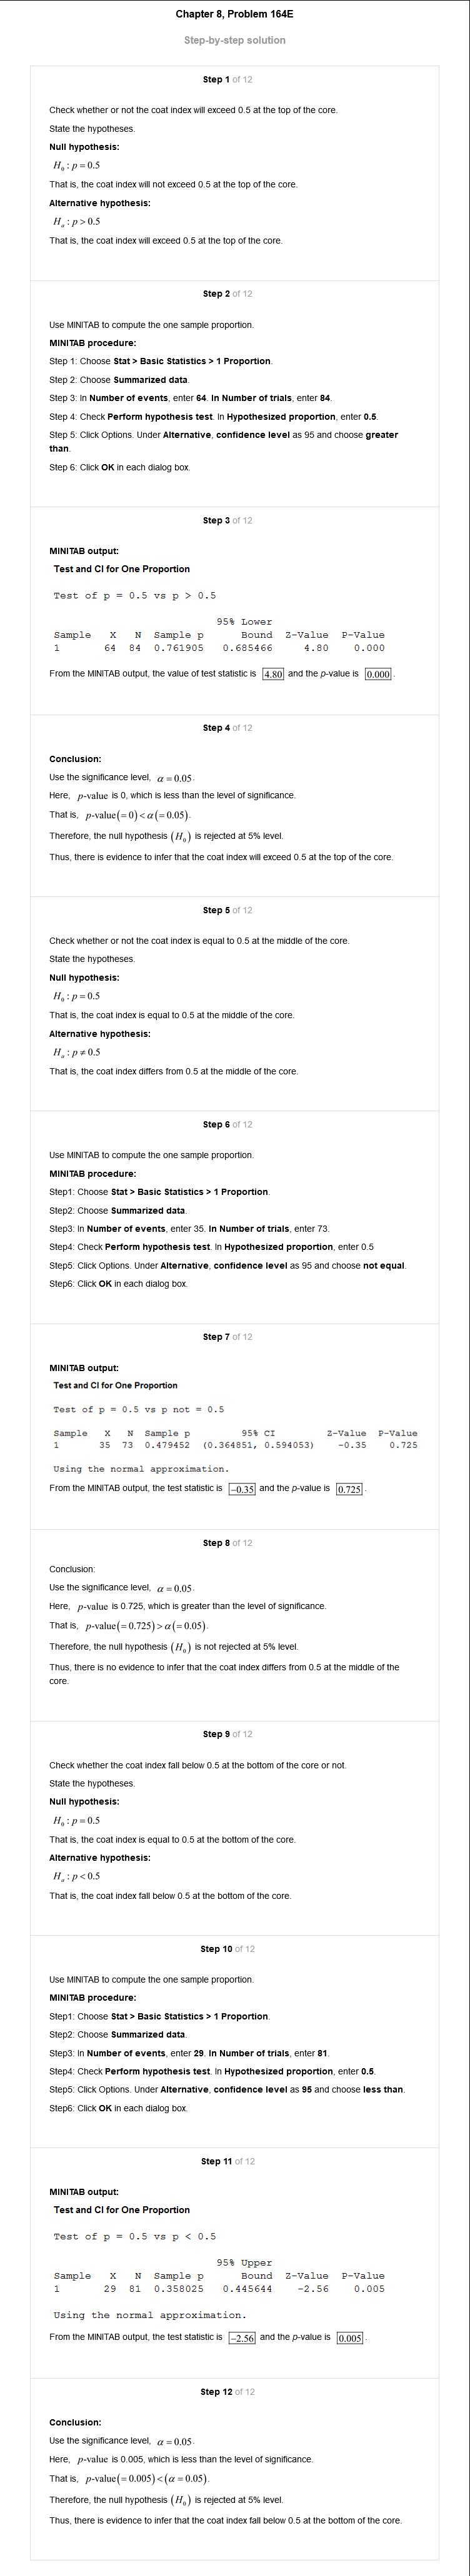 Chapter 8, Problem 164E
Step-by-step solution
Step 1 of 12
Check whether or not the coat index will exceed 0.5 at the top of the core.
State the hypotheses.
Null hypothesis:
H₀ : p = 0.5
That is, the coat index will not exceed 0.5 at the top of the core.
Alternative hypothesis:
Hₐ : p > 0.5
That is, the coat index will exceed 0.5 at the top of the core.
Step 2 of 12
Use MINITAB to compute the one sample proportion.
MINITAB procedure:
Step 1: Choose Stat > Basic Statistics > 1 Proportion.
Step 2: Choose Summarized data.
Step 3: In Number of events, enter 64. In Number of trials, enter 84.
Step 4: Check Perform hypothesis test. In Hypothesized proportion, enter 0.5.
Step 5: Click Options. Under Alternative, confidence level as 95 and choose greater
than.
Step 6: Click OK in each dialog box.
Step 3 of 12
MINITAB output:
Test and CI for One Proportion
Test of p = 0.5 vs p > 0.5
95% Lower
Sample X N Sample p Bound Z-Value P-Value
1 64 84 0.761905 0.685466 4.80 0.000
From the MINITAB output, the value of test statistic is 4.80 and the p-value is 0.000.
Step 4 of 12
Conclusion:
Use the significance level, α = 0.05.
Here, p-value is 0, which is less than the level of significance.
That is, p-value(= 0) < α(= 0.05).
Therefore, the null hypothesis (H₀) is rejected at 5% level.
Thus, there is evidence to infer that the coat index will exceed 0.5 at the top of the core.
Step 5 of 12
Check whether or not the coat index is equal to 0.5 at the middle of the core.
State the hypotheses.
Null hypothesis:
H₀ : p = 0.5
That is, the coat index is equal to 0.5 at the middle of the core.
Alternative hypothesis:
Hₐ : p ≠ 0.5
That is, the coat index differs from 0.5 at the middle of the core.
Step 6 of 12
Use MINITAB to compute the one sample proportion.
MINITAB procedure:
Step1: Choose Stat > Basic Statistics > 1 Proportion.
Step2: Choose Summarized data.
Step3: In Number of events, enter 35. In Number of trials, enter 73.
Step4: Check Perform hypothesis test. In Hypothesized proportion, enter 0.5
Step5: Click Options. Under Alternative, confidence level as 95 and choose not equal.
Step6: Click OK in each dialog box.
Step 7 of 12
MINITAB output:
Test and CI for One Proportion
Test of p = 0.5 vs p not = 0.5
Sample X N Sample p 95% CI Z-Value P-Value
1 35 73 0.479452 (0.364851, 0.594053) -0.35 0.725
Using the normal approximation.
From the MINITAB output, the test statistic is −0.35 and the p-value is 0.725.
Step 8 of 12
Conclusion:
Use the significance level, α = 0.05.
Here, p-value is 0.725, which is greater than the level of significance.
That is, p-value(= 0.725) > α(= 0.05).
Therefore, the null hypothesis (H₀) is not rejected at 5% level.
Thus, there is no evidence to infer that the coat index differs from 0.5 at the middle of the
core.
Step 9 of 12
Check whether the coat index fall below 0.5 at the bottom of the core or not.
State the hypotheses.
Null hypothesis:
H₀ : p = 0.5
That is, the coat index is equal to 0.5 at the bottom of the core.
Alternative hypothesis:
Hₐ : p < 0.5
That is, the coat index fall below 0.5 at the bottom of the core.
Step 10 of 12
Use MINITAB to compute the one sample proportion.
MINITAB procedure:
Step1: Choose Stat > Basic Statistics > 1 Proportion.
Step2: Choose Summarized data.
Step3: In Number of events, enter 29. In Number of trials, enter 81.
Step4: Check Perform hypothesis test. In Hypothesized proportion, enter 0.5.
Step5: Click Options. Under Alternative, confidence level as 95 and choose less than.
Step6: Click OK in each dialog box.
Step 11 of 12
MINITAB output:
Test and CI for One Proportion
Test of p = 0.5 vs p < 0.5
95% Upper
Sample X N Sample p Bound Z-Value P-Value
1 29 81 0.358025 0.445644 -2.56 0.005
Using the normal approximation.
From the MINITAB output, the test statistic is −2.56 and the p-value is 0.005.
Step 12 of 12
Conclusion:
Use the significance level, α = 0.05.
Here, p-value is 0.005, which is less than the level of significance.
That is, p-value(= 0.005) < (α = 0.05).
Therefore, the null hypothesis (H₀) is rejected at 5% level.
Thus, there is evidence to infer that the coat index fall below 0.5 at the bottom of the core.